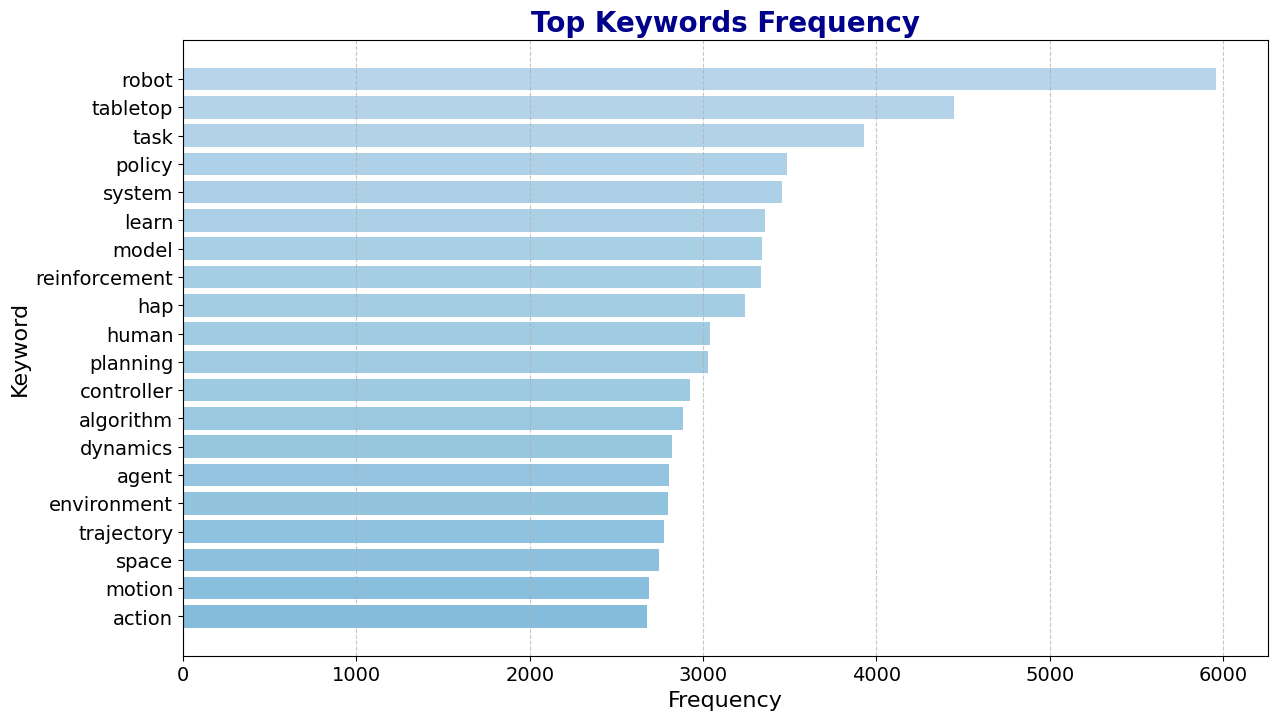 Top Keywords Frequency
robot
tabletop
task
policy
system
learn
model
reinforcement
hap
human
planning
controller
algorithm
dynamics
agent
environment
trajectory
space
motion
action
Keyword
0 1000 2000 3000 4000 5000 6000
Frequency